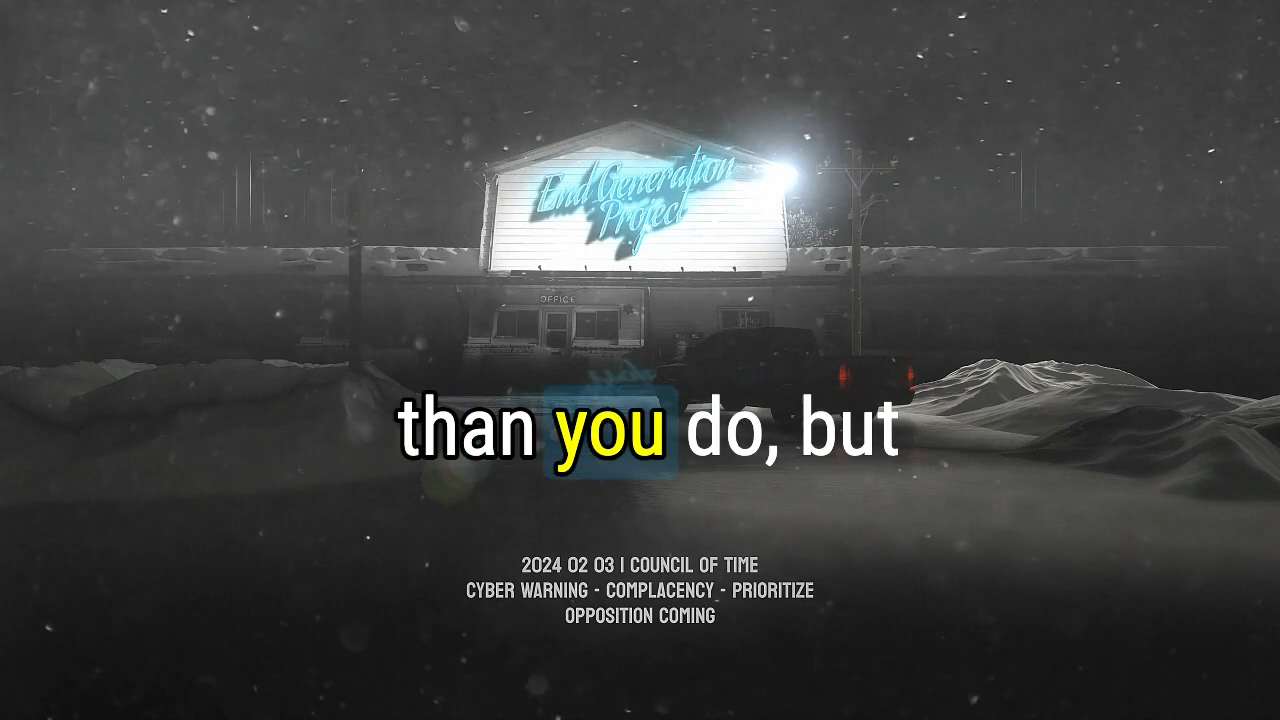 End Generation
Project
OFFICE
than you do, but
2024 02 03 | COUNCIL OF TIME
CYBER WARNING - COMPLACENCY - PRIORITIZE
OPPOSITION COMING